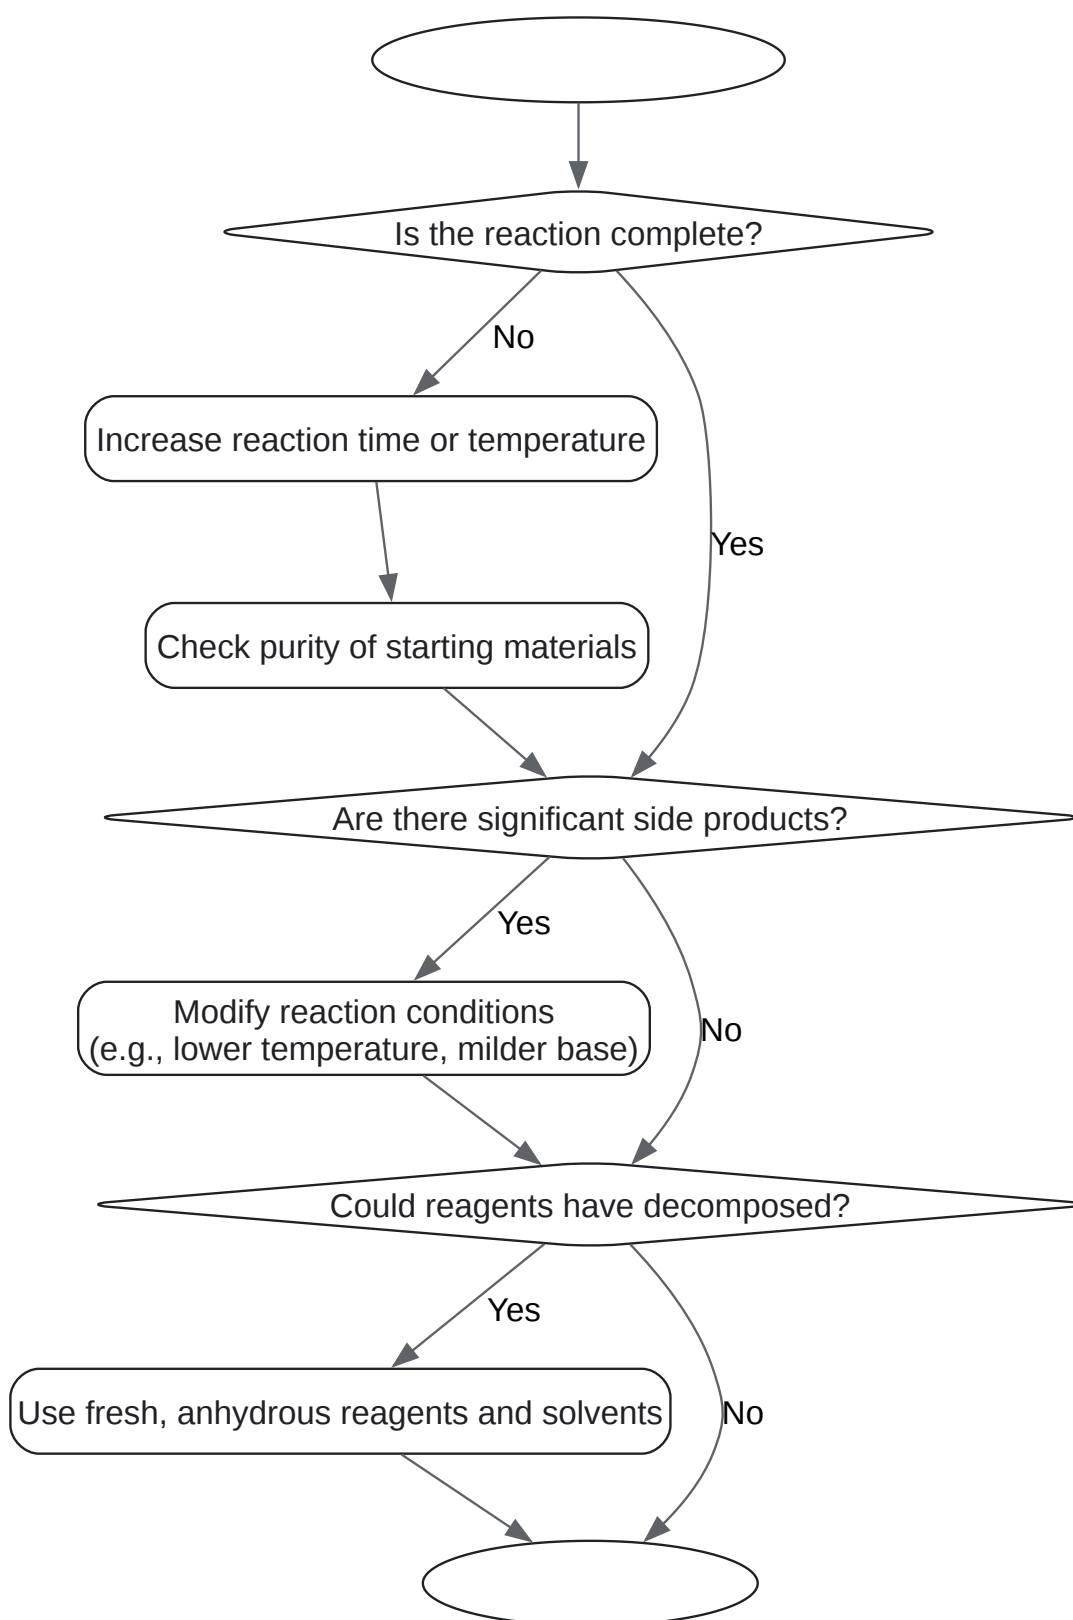 Is the reaction complete?
No
Increase reaction time or temperature
Yes
Check purity of starting materials
Are there significant side products?
Yes
Modify reaction conditions
(e.g., lower temperature, milder base)
No
Could reagents have decomposed?
Yes
Use fresh, anhydrous reagents and solvents
No